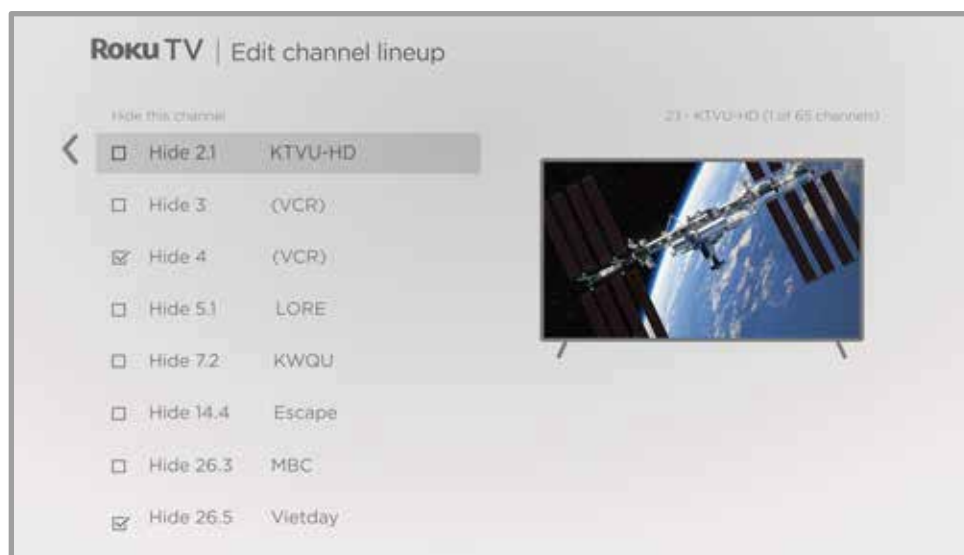 Roku TV | Edit channel lineup
Hide this channel
23 - KTVU-HD (1 of 65 channels)
Hide 2.1 KTVU-HD
Hide 3 (VCR)
Hide 4 (VCR)
Hide 5.1 LORE
Hide 7.2 KWQU
Hide 14.4 Escape
Hide 26.3 MBC
Hide 26.5 Vietday